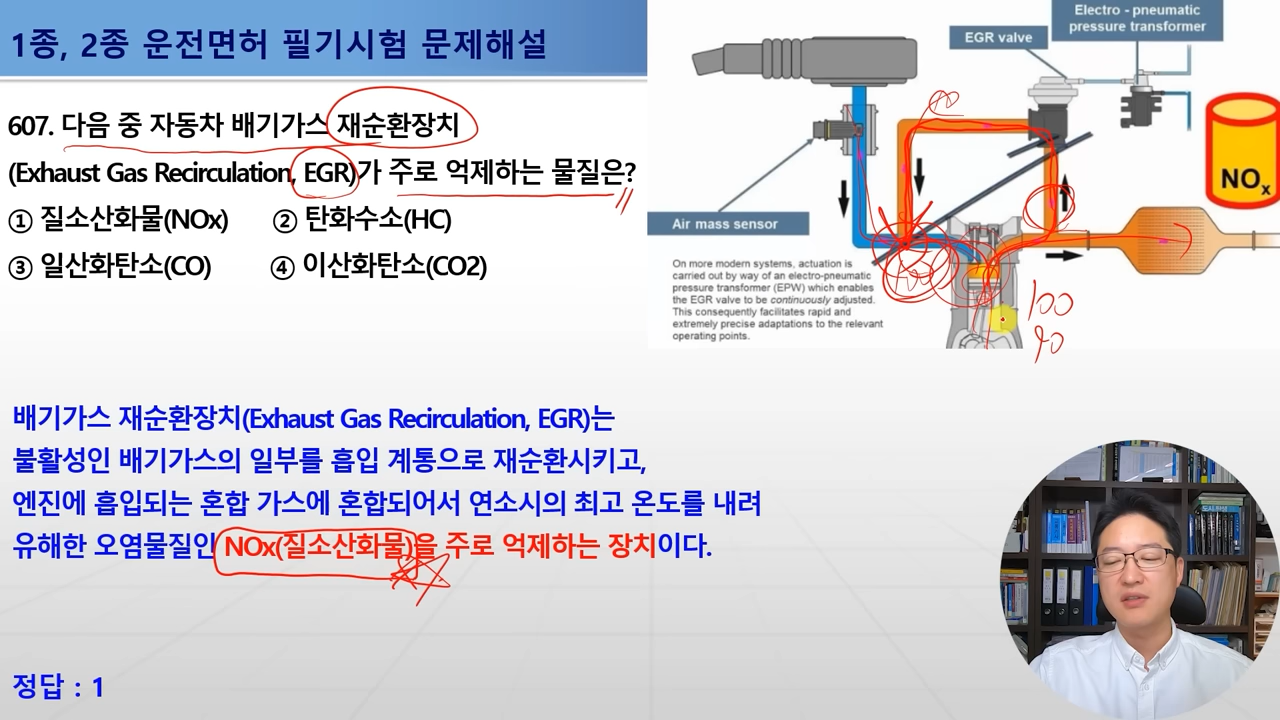 1종, 2종 운전면허 필기시험 문제해설
607. 다음 중 자동차 배기가스 재순환장치
(Exhaust Gas Recirculation, EGR)가 주로 억제하는 물질은?
① 질소산화물(NOx) ② 탄화수소(HC)
③ 일산화탄소(CO) ④ 이산화탄소(CO2)
Electro - pneumatic
pressure transformer
EGR valve
NOx
Air mass sensor
On more modern systems, actuation is
carried out by way of an electro-pneumatic
pressure transformer (EPW) which enables
the EGR valve to be continuously adjusted.
This consequently facilitates rapid and
extremely precise adaptations to the relevant
operating points.
100
90
배기가스 재순환장치(Exhaust Gas Recirculation, EGR)는
불활성인 배기가스의 일부를 흡입 계통으로 재순환시키고,
엔진에 흡입되는 혼합 가스에 혼합되어서 연소시의 최고 온도를 내려
유해한 오염물질인 NOx(질소산화물)을 주로 억제하는 장치이다.
정답 : 1